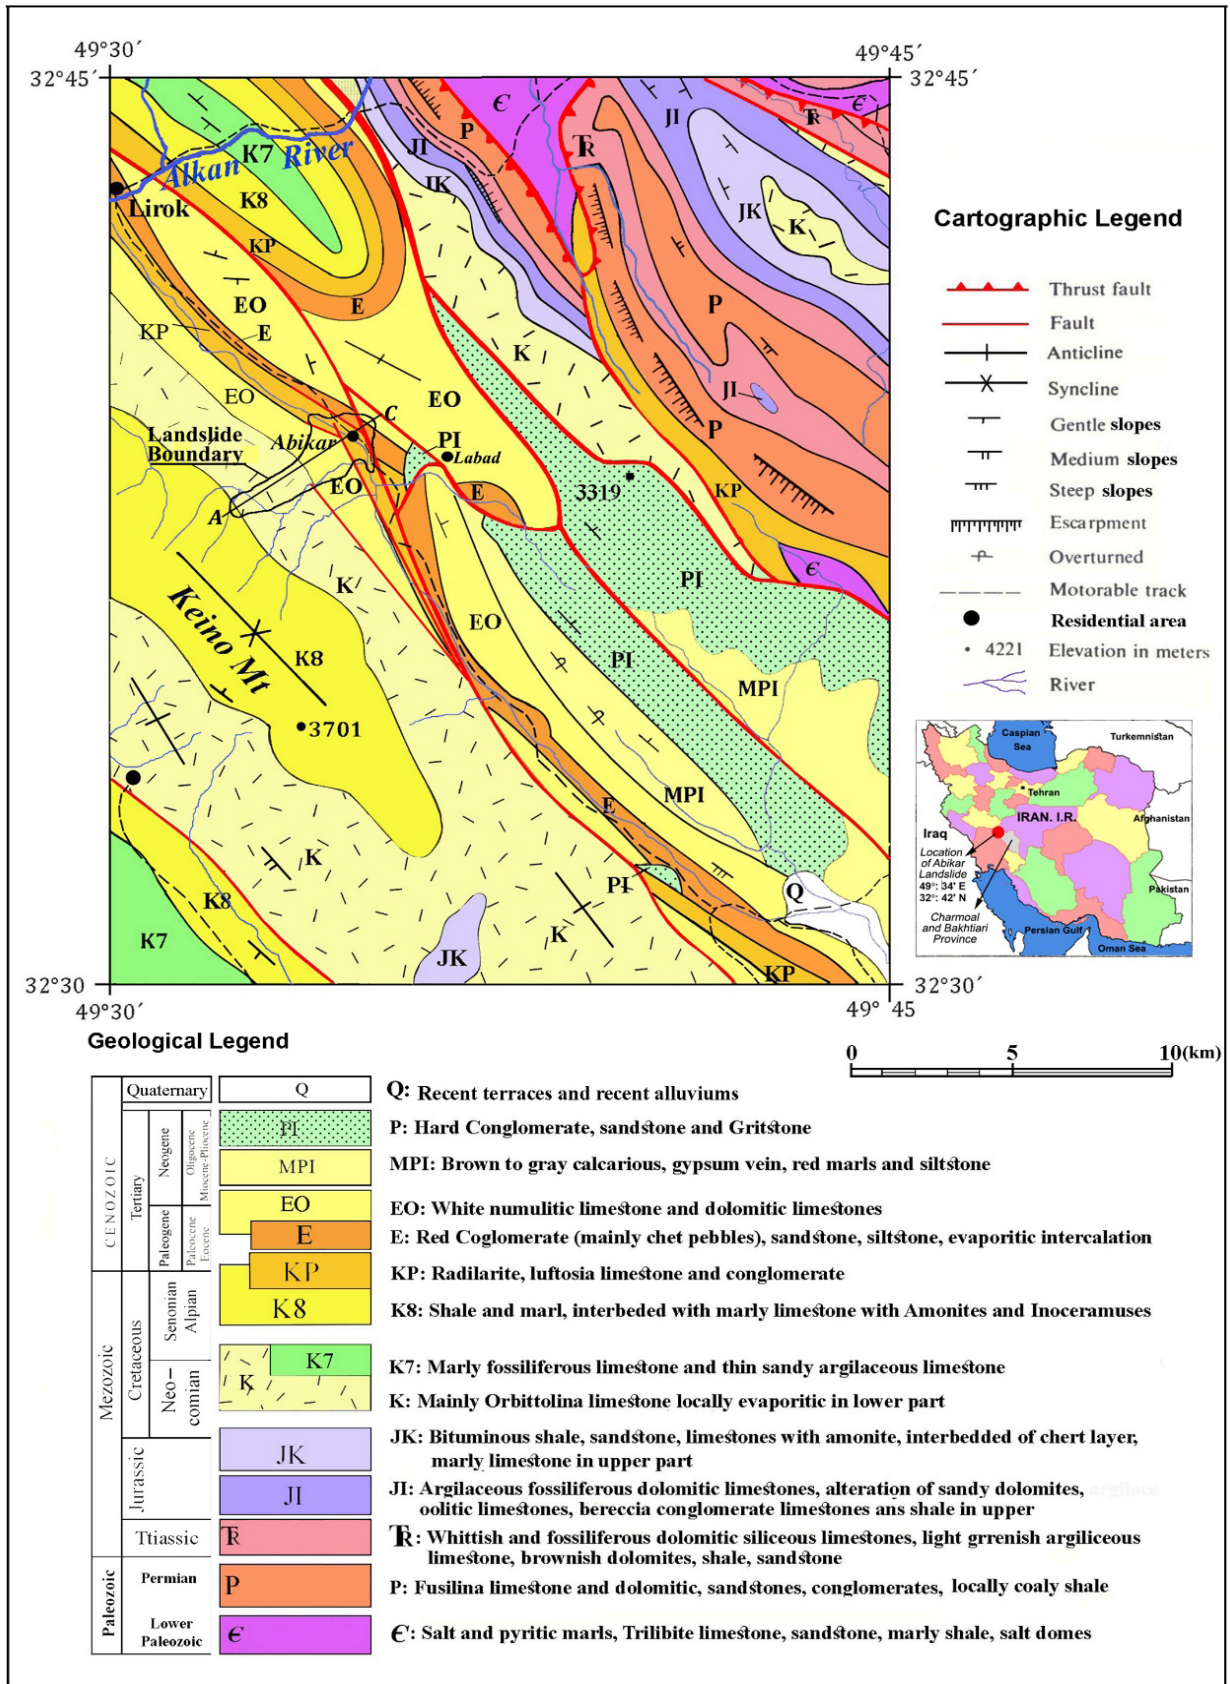 49°30´
49°45´
32°45´
32°45´
Є
Є
P
TR
TR
JI
JI
JK
JK
K
K7
Alkan River
K8
Lirok
KP
EO
E
E
KP
EO
K
P
JI
P
EO
C
Landslide
Boundary
Abikar
PI
Labad
EO
E
3319
KP
A
Є
K
PI
EO
PI
Keino Mt
K8
MPI
3701
MPI
E
K
PI
Q
K8
K7
K
JK
KP
32°30
32°30´
49°30´
49° 45
Cartographic Legend
Thrust fault
Fault
Anticline
Syncline
Gentle slopes
Medium slopes
Steep slopes
Escarpment
Overturned
Motorable track
Residential area
4221 Elevation in meters
River
Caspian
Sea
Turkemnistan
Tehran
IRAN. I.R.
Afghanistan
Iraq
Location
of Abikar
Landslide
49°: 34' E
32°: 42' N
Pakistan
Charmoal
and Bakhtiari
Province
Persian Gulf
Oman Sea
Geological Legend
0 5 10(km)
CENOZOIC
Quaternary
Q
Q: Recent terraces and recent alluviums
Tertiary
Neogene
Oligocene
Miocene-Pliocene
PI
P: Hard Conglomerate, sandstone and Gritstone
MPI
MPI: Brown to gray calcarious, gypsum vein, red marls and siltstone
EO
EO: White numulitic limestone and dolomitic limestones
Paleogene
Paleocene
Eocene
E
E: Red Coglomerate (mainly chet pebbles), sandstone, siltstone, evaporitic intercalation
Mezozoic
Cretaceous
Senonian
Alpian
KP
KP: Radilarite, luftosia limestone and conglomerate
K8
K8: Shale and marl, interbeded with marly limestone with Amonites and Inoceramuses
Neo-
comian
K7
K7: Marly fossiliferous limestone and thin sandy argilaceous limestone
K
K: Mainly Orbittolina limestone locally evaporitic in lower part
Jurassic
JK
JK: Bituminous shale, sandstone, limestones with amonite, interbedded of chert layer,
marly limestone in upper part
JI
JI: Argilaceous fossiliferous dolomitic limestones, alteration of sandy dolomites,
oolitic limestones, bereccia conglomerate limestones ans shale in upper
Ttiassic
TR
TR: Whittish and fossiliferous dolomitic siliceous limestones, light grrenish argiliceous
limestone, brownish dolomites, shale, sandstone
Paleozoic
Permian
P
P: Fusilina limestone and dolomitic, sandstones, conglomerates, locally coaly shale
Lower
Paleozoic
Є
Є: Salt and pyritic marls, Trilibite limestone, sandstone, marly shale, salt domes